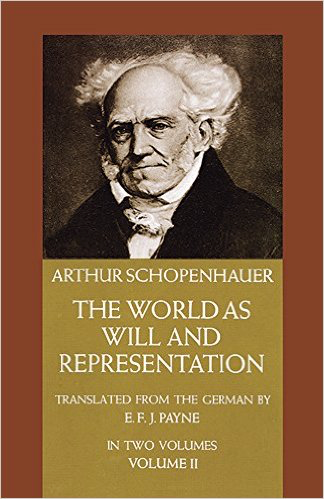 ARTHUR SCHOPENHAUER
THE WORLD AS
WILL AND
REPRESENTATION
TRANSLATED FROM THE GERMAN BY
E. F. J. PAYNE
IN TWO VOLUMES
VOLUME II